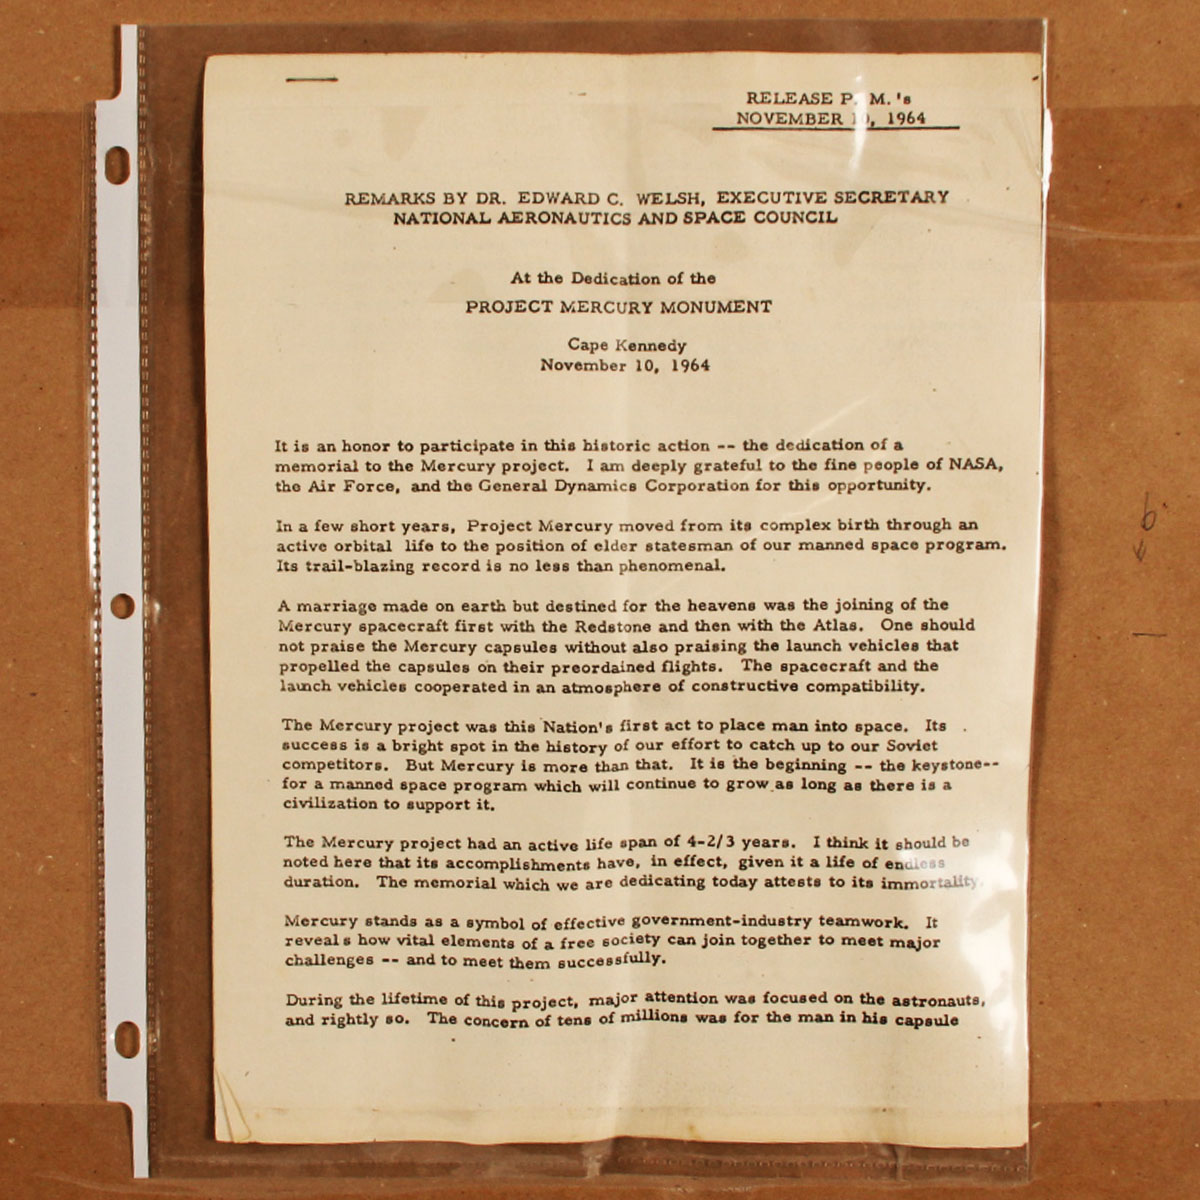 RELEASE P. M.'s
NOVEMBER 10, 1964
REMARKS BY DR. EDWARD C. WELSH, EXECUTIVE SECRETARY
NATIONAL AERONAUTICS AND SPACE COUNCIL
At the Dedication of the
PROJECT MERCURY MONUMENT
Cape Kennedy
November 10, 1964
It is an honor to participate in this historic action -- the dedication of a
memorial to the Mercury project. I am deeply grateful to the fine people of NASA,
the Air Force, and the General Dynamics Corporation for this opportunity.
In a few short years, Project Mercury moved from its complex birth through an
active orbital life to the position of elder statesman of our manned space program.
Its trail-blazing record is no less than phenomenal.
A marriage made on earth but destined for the heavens was the joining of the
Mercury spacecraft first with the Redstone and then with the Atlas. One should
not praise the Mercury capsules without also praising the launch vehicles that
propelled the capsules on their preordained flights. The spacecraft and the
launch vehicles cooperated in an atmosphere of constructive compatibility.
The Mercury project was this Nation's first act to place man into space. Its
success is a bright spot in the history of our effort to catch up to our Soviet
competitors. But Mercury is more than that. It is the beginning -- the keystone--
for a manned space program which will continue to grow as long as there is a
civilization to support it.
The Mercury project had an active life span of 4-2/3 years. I think it should be
noted here that its accomplishments have, in effect, given it a life of endless
duration. The memorial which we are dedicating today attests to its immortality.
Mercury stands as a symbol of effective government-industry teamwork. It
reveals how vital elements of a free society can join together to meet major
challenges -- and to meet them successfully.
During the lifetime of this project, major attention was focused on the astronauts,
and rightly so. The concern of tens of millions was for the man in his capsule